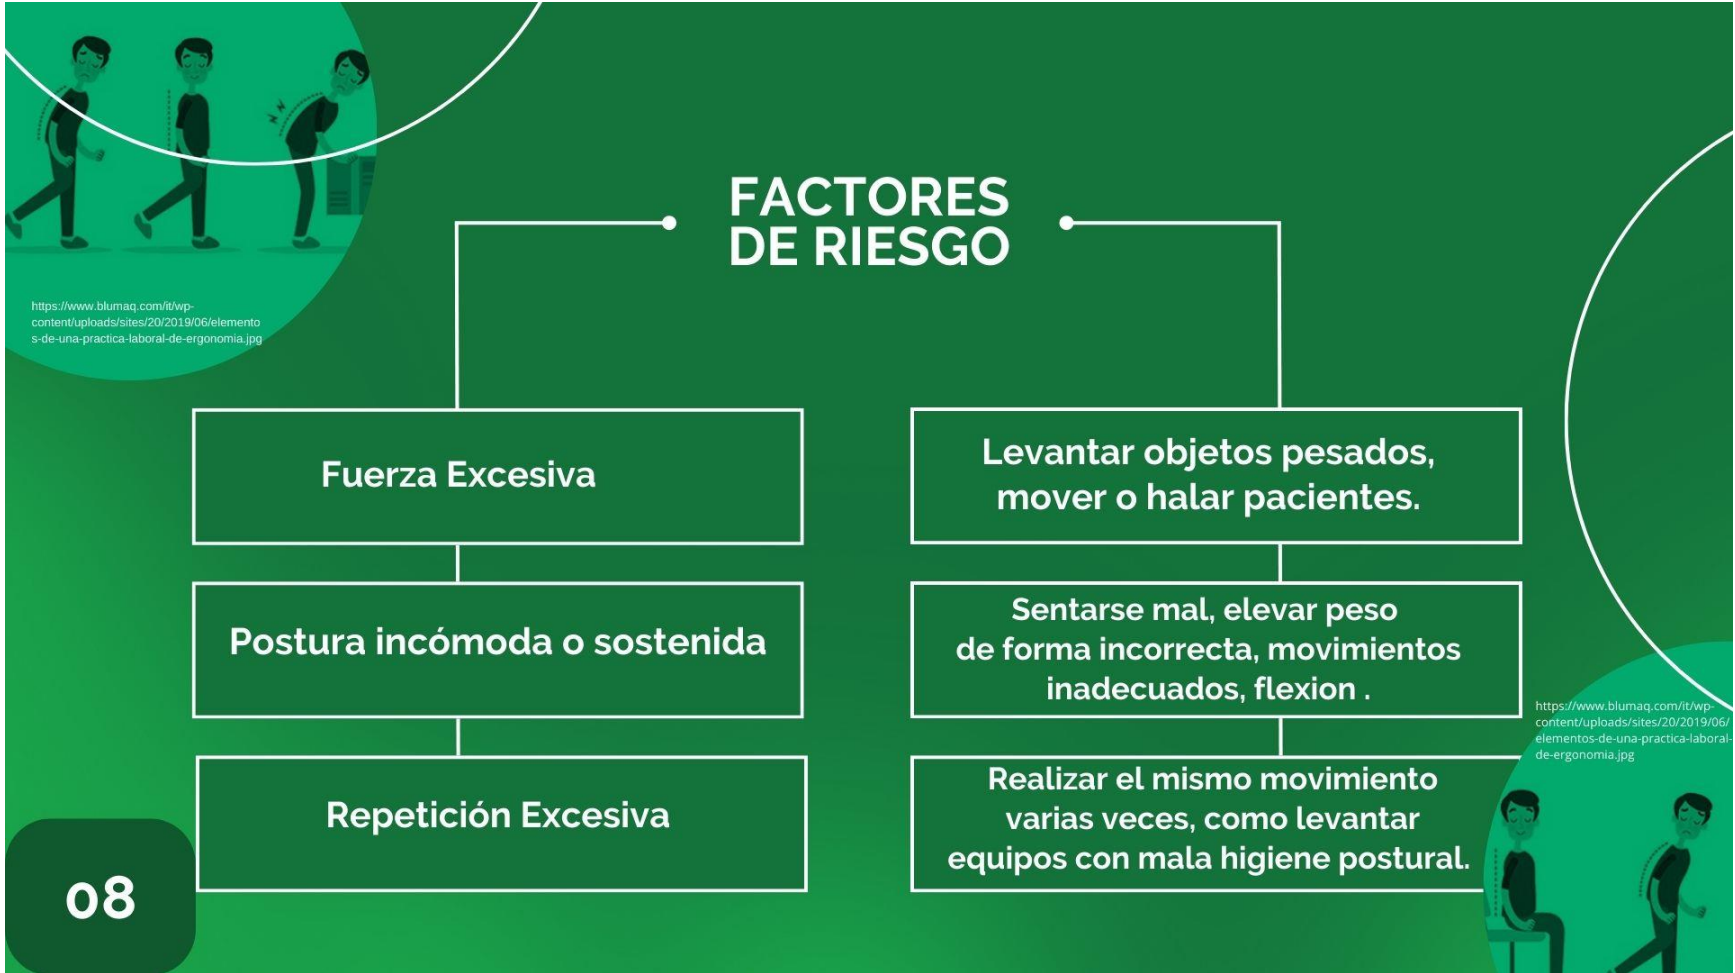 https://www.blumaq.com/it/wp-
content/uploads/sites/20/2019/06/elemento
s-de-una-practica-laboral-de-ergonomia.jpg
FACTORES
DE RIESGO
Fuerza Excesiva
Levantar objetos pesados,
mover o halar pacientes.
Postura incómoda o sostenida
Sentarse mal, elevar peso
de forma incorrecta, movimientos
inadecuados, flexion .
https://www.blumaq.com/it/wp-
content/uploads/sites/20/2019/06/
elementos-de-una-practica-laboral-
de-ergonomia.jpg
Repetición Excesiva
Realizar el mismo movimiento
varias veces, como levantar
equipos con mala higiene postural.
08